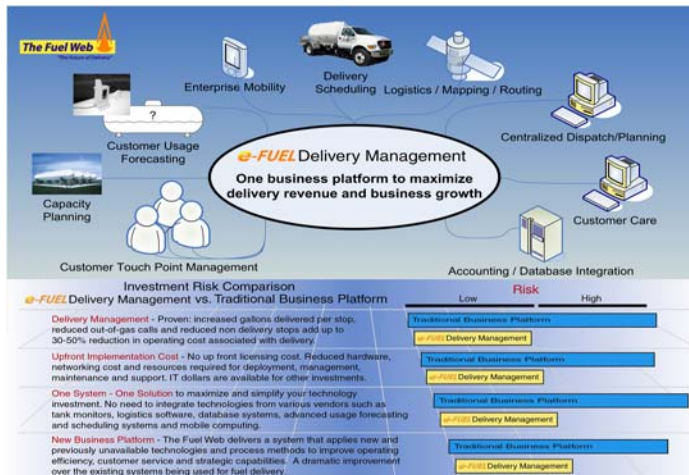 The Fuel Web
"The Future of Delivery"
Enterprise Mobility
Delivery
Scheduling
Logistics / Mapping / Routing
?
Customer Usage
Forecasting
Centralized Dispatch/Planning
e-FUEL Delivery Management
One business platform to maximize
delivery revenue and business growth
Capacity
Planning
Customer Care
Customer Touch Point Management
Accounting / Database Integration
Investment Risk Comparison
e-FUEL Delivery Management vs. Traditional Business Platform
Risk
Low
High
Delivery Management - Proven: increased gallons delivered per stop,
reduced out-of-gas calls and reduced non delivery stops add up to
30-50% reduction in operating cost associated with delivery.
Traditional Business Platform
e-FUEL Delivery Management
Upfront Implementation Cost - No up front licensing cost. Reduced hardware,
networking cost and resources required for deployment, management,
maintenance and support. IT dollars are available for other investments.
Traditional Business Platform
e-FUEL Delivery Management
One System - One Solution to maximize and simplify your technology
investment. No need to integrate technologies from various vendors such as
tank monitors, logistics software, database systems, advanced usage forecasting
and scheduling systems and mobile computing.
Traditional Business Platform
e-FUEL Delivery Management
New Business Platform - The Fuel Web delivers a system that applies new and
previously unavailable technologies and process methods to improve operating
efficiency, customer service and strategic capabilities. A dramatic improvement
over the existing systems being used for fuel delivery.
Traditional Business Platform
e-FUEL Delivery Management